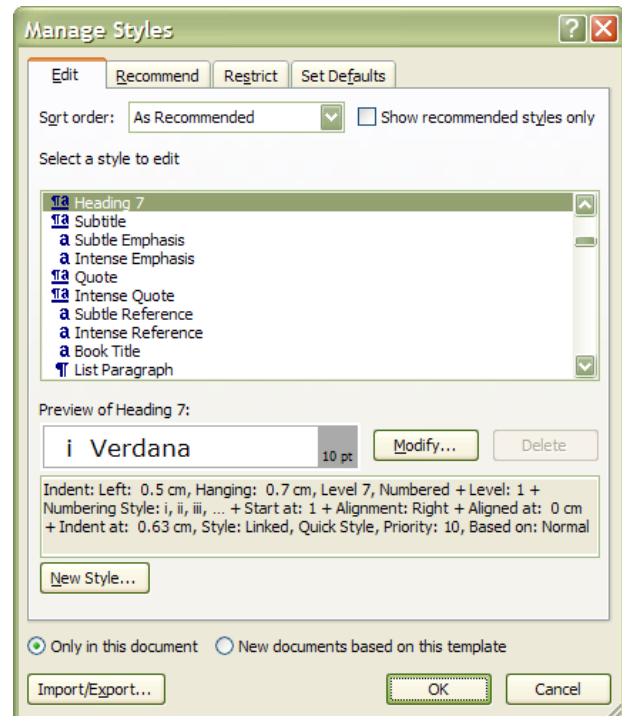 Manage Styles
Edit Recommend Restrict Set Defaults
Sort order: As Recommended Show recommended styles only
Select a style to edit
¶a Heading 7
¶a Subtitle
a Subtle Emphasis
a Intense Emphasis
¶a Quote
¶a Intense Quote
a Subtle Reference
a Intense Reference
a Book Title
¶ List Paragraph
Preview of Heading 7:
i Verdana 10 pt Modify... Delete
Indent: Left: 0.5 cm, Hanging: 0.7 cm, Level 7, Numbered + Level: 1 +
Numbering Style: i, ii, iii, ... + Start at: 1 + Alignment: Right + Aligned at: 0 cm
+ Indent at: 0.63 cm, Style: Linked, Quick Style, Priority: 10, Based on: Normal
New Style...
Only in this document New documents based on this template
Import/Export... OK Cancel